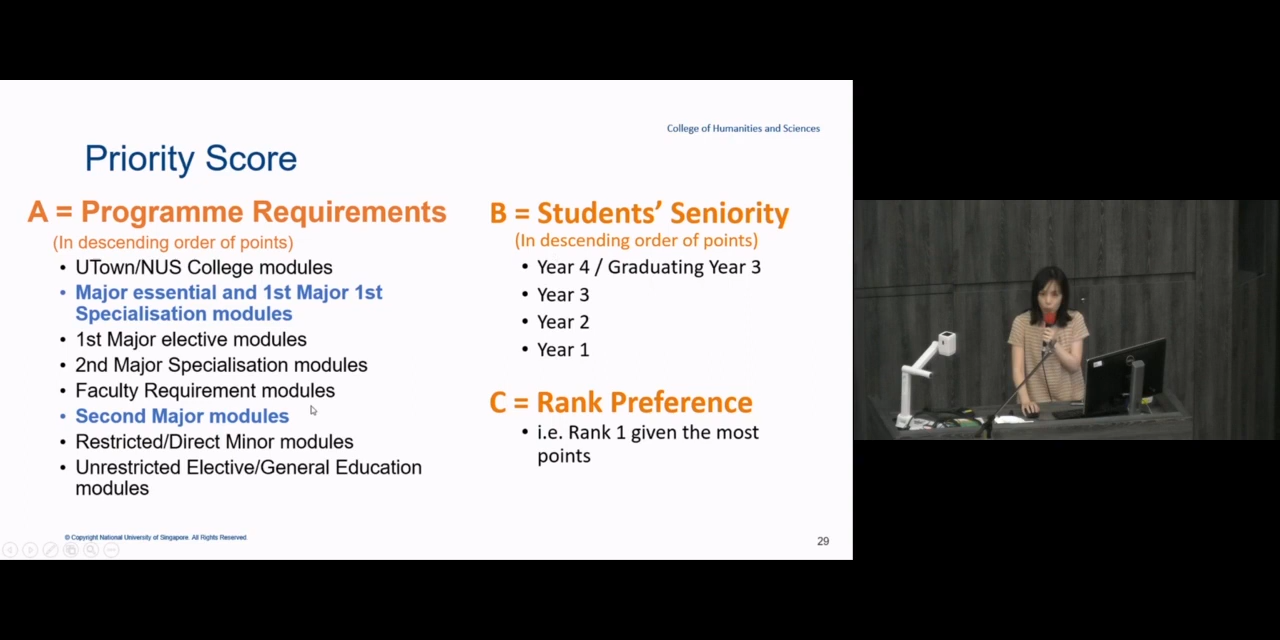 College of Humanities and Sciences
Priority Score
A = Programme Requirements
(In descending order of points)
• UTown/NUS College modules
• Major essential and 1st Major 1st
Specialisation modules
• 1st Major elective modules
• 2nd Major Specialisation modules
• Faculty Requirement modules
• Second Major modules
• Restricted/Direct Minor modules
• Unrestricted Elective/General Education
modules
B = Students’ Seniority
(In descending order of points)
• Year 4 / Graduating Year 3
• Year 3
• Year 2
• Year 1
C = Rank Preference
• i.e. Rank 1 given the most
points
© Copyright National University of Singapore. All Rights Reserved.
29